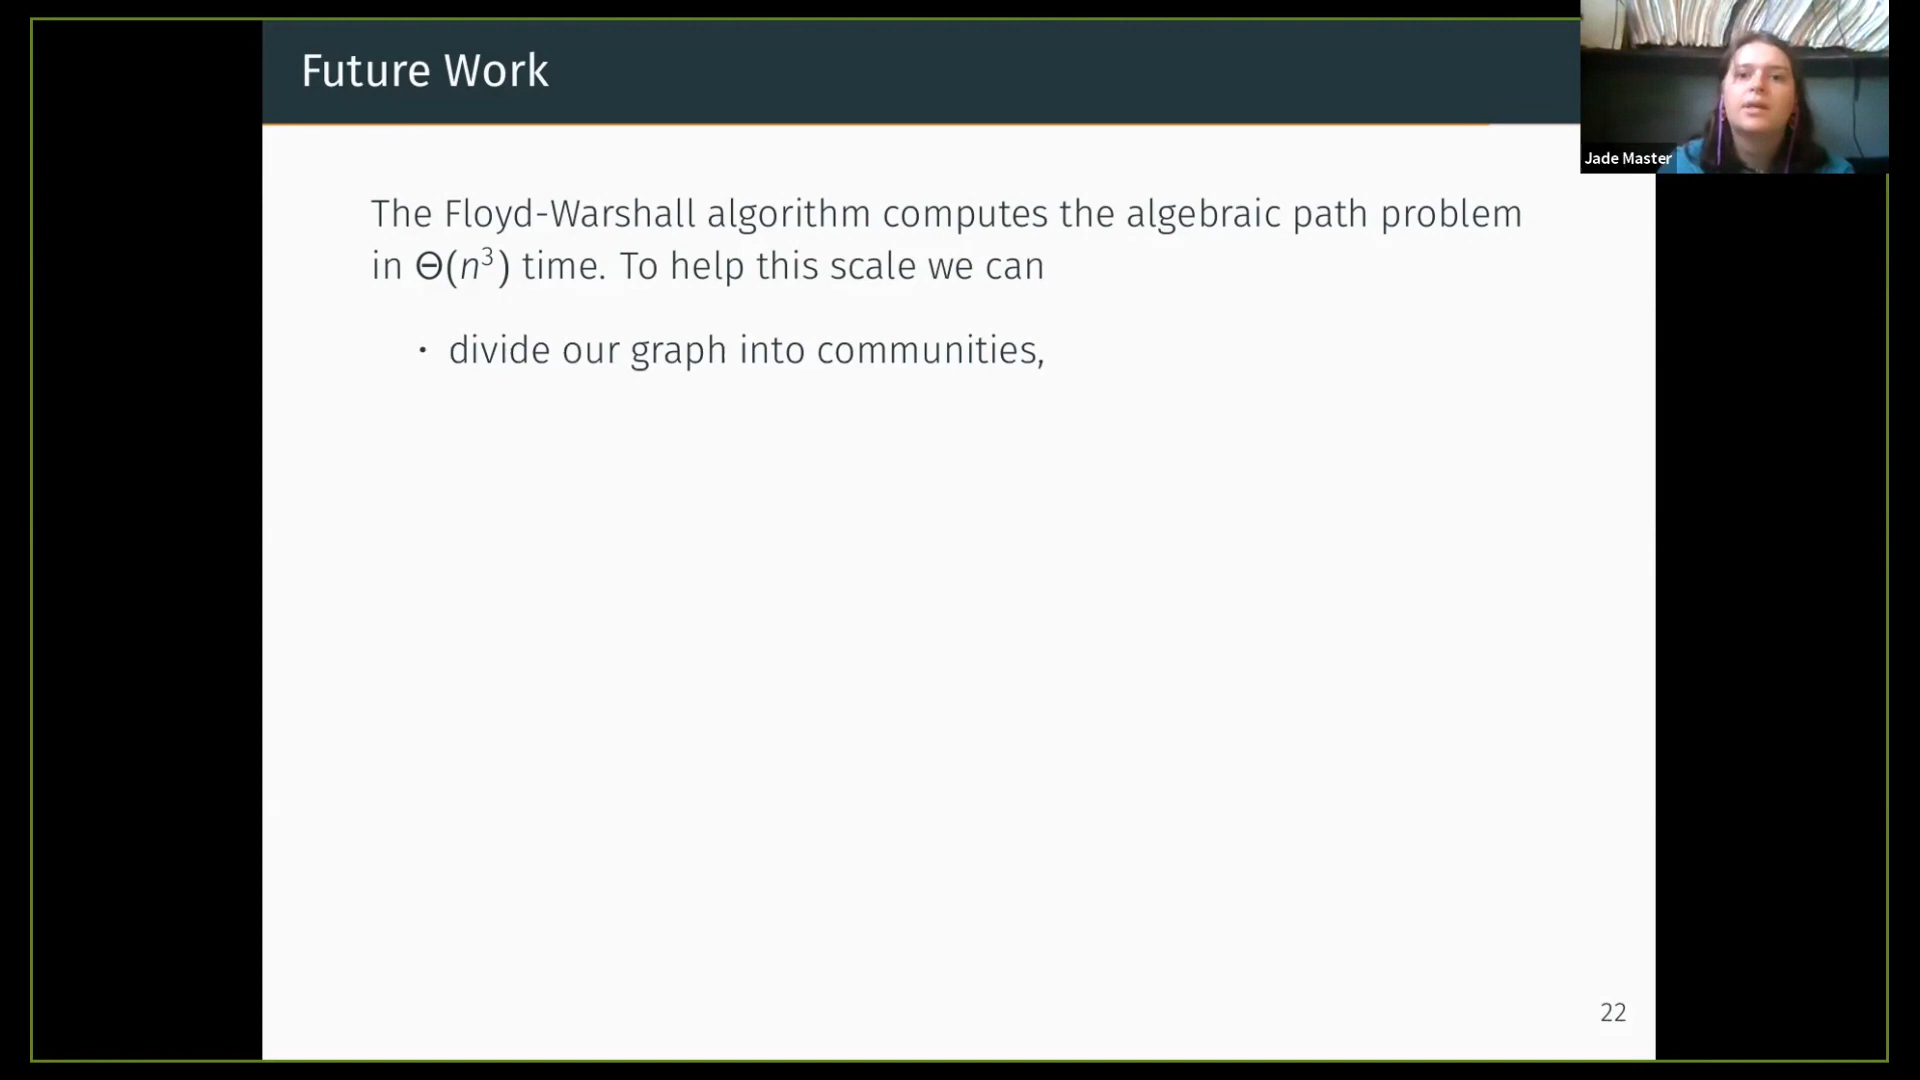 Future Work
Jade Master
The Floyd-Warshall algorithm computes the algebraic path problem
in Θ(n³) time. To help this scale we can
· divide our graph into communities,
22